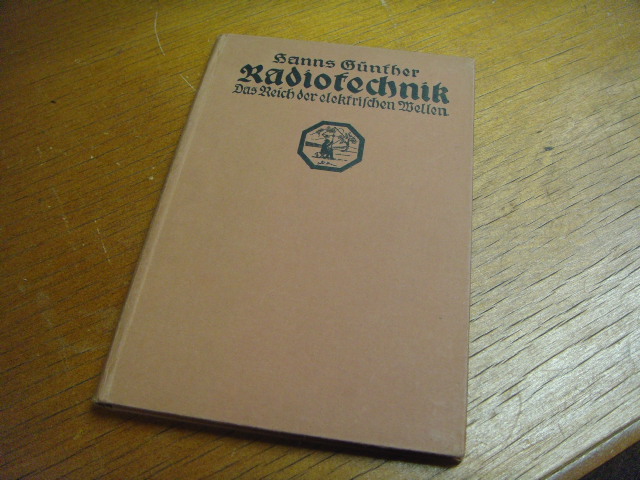 Hanns Günther
Radiotechnik
Das Reich der elektrischen Wellen